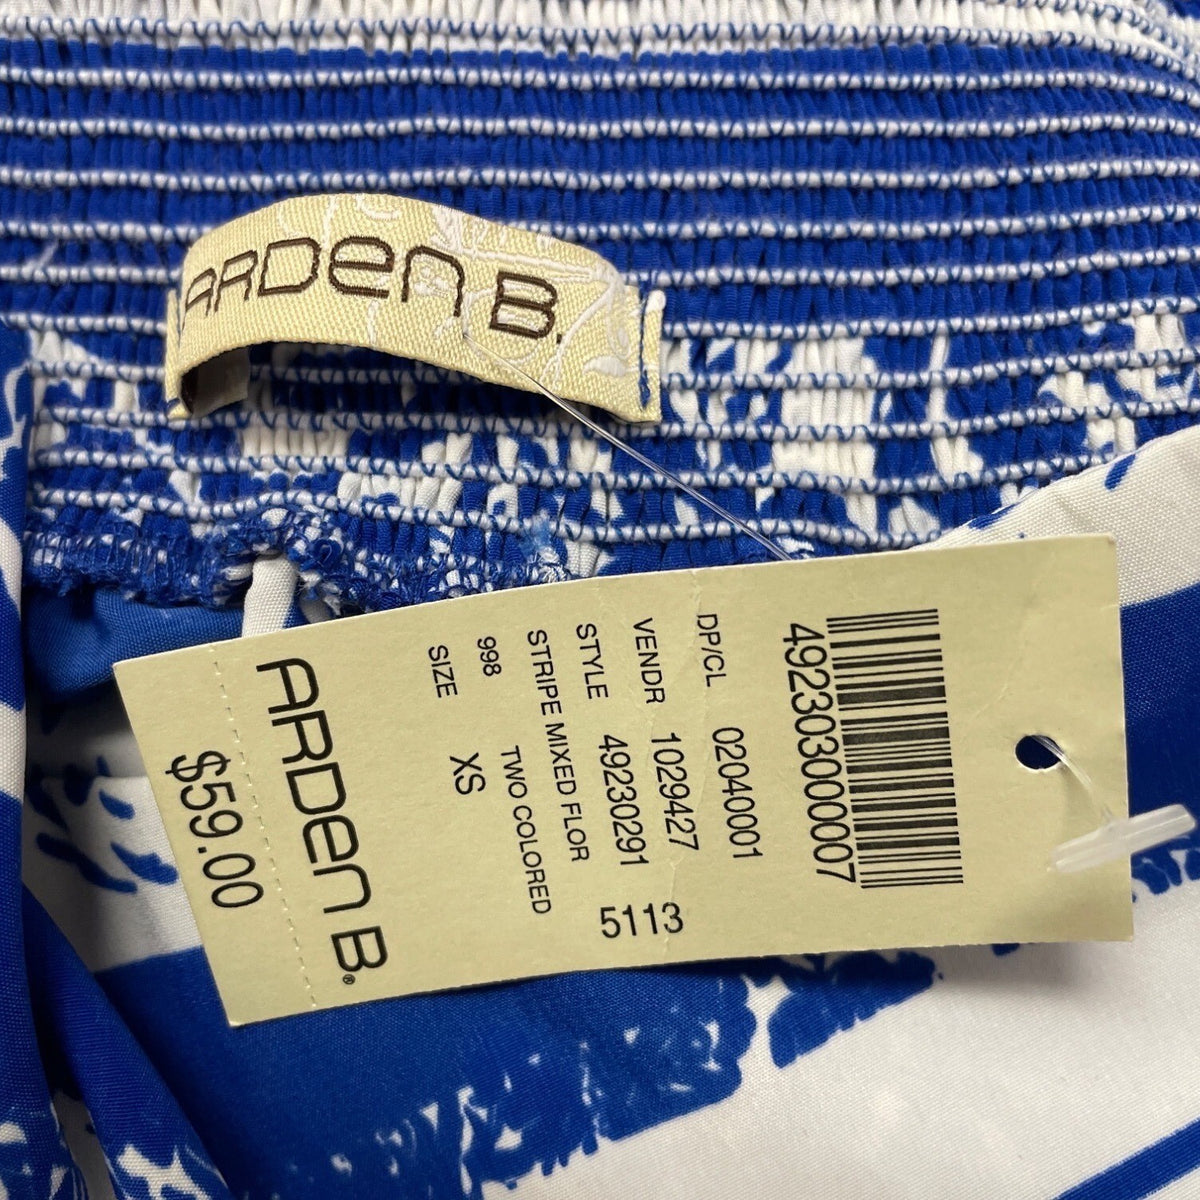 ARDEN B.
492303000007
DP/CL 02040001
VENDR 1029427
STYLE 49230291 5113
STRIPE MIXED FLOR
998 TWO COLORED
SIZE XS
ARDEN B®
$59.00